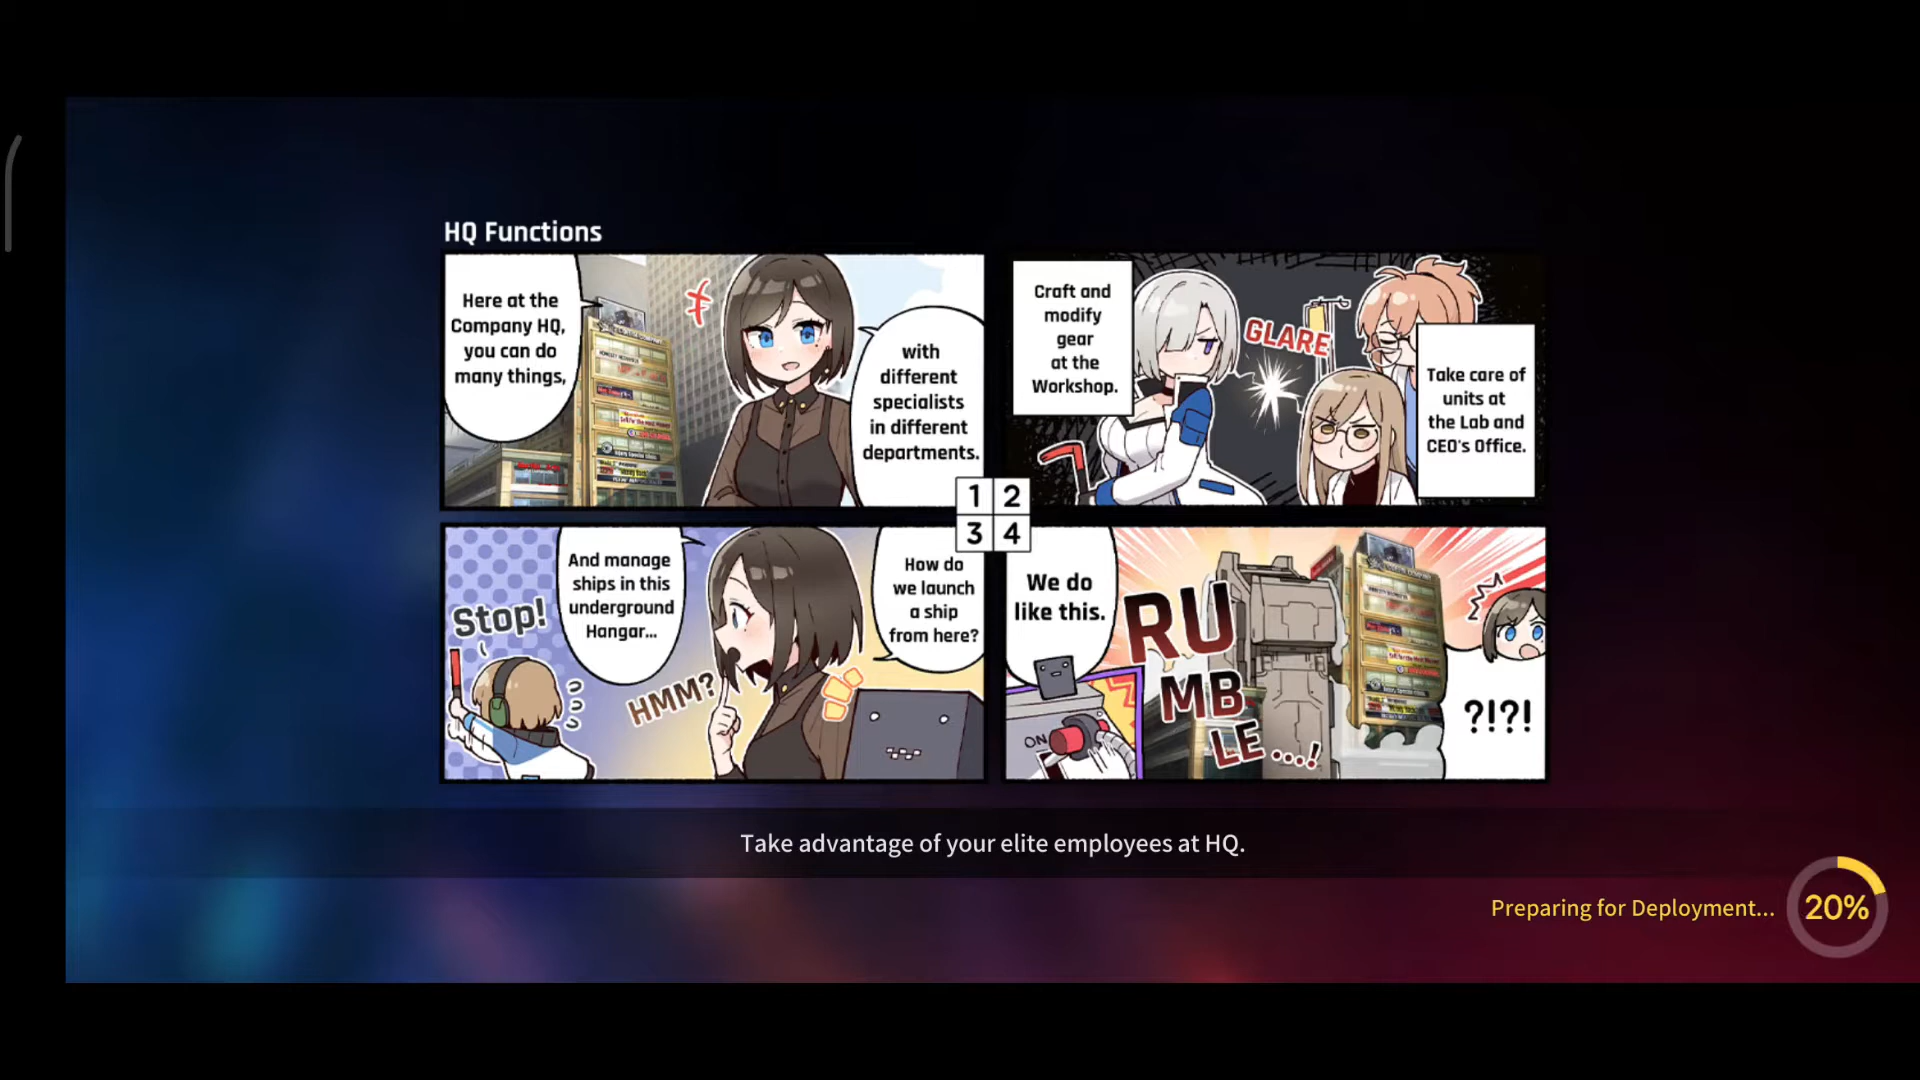 HQ Functions
Here at the
Company HQ,
you can do
many things,
with
different
specialists
in different
departments.
Craft and
modify
gear
at the
Workshop.
GLARE
Take care of
units at
the Lab and
CEO's Office.
1 2
3 4
Stop!
And manage
ships in this
underground
Hangar...
HMM?
How do
we launch
a ship
from here?
We do
like this.
ON
RU
MB
LE...!
?!?!
Take advantage of your elite employees at HQ.
Preparing for Deployment...
20%